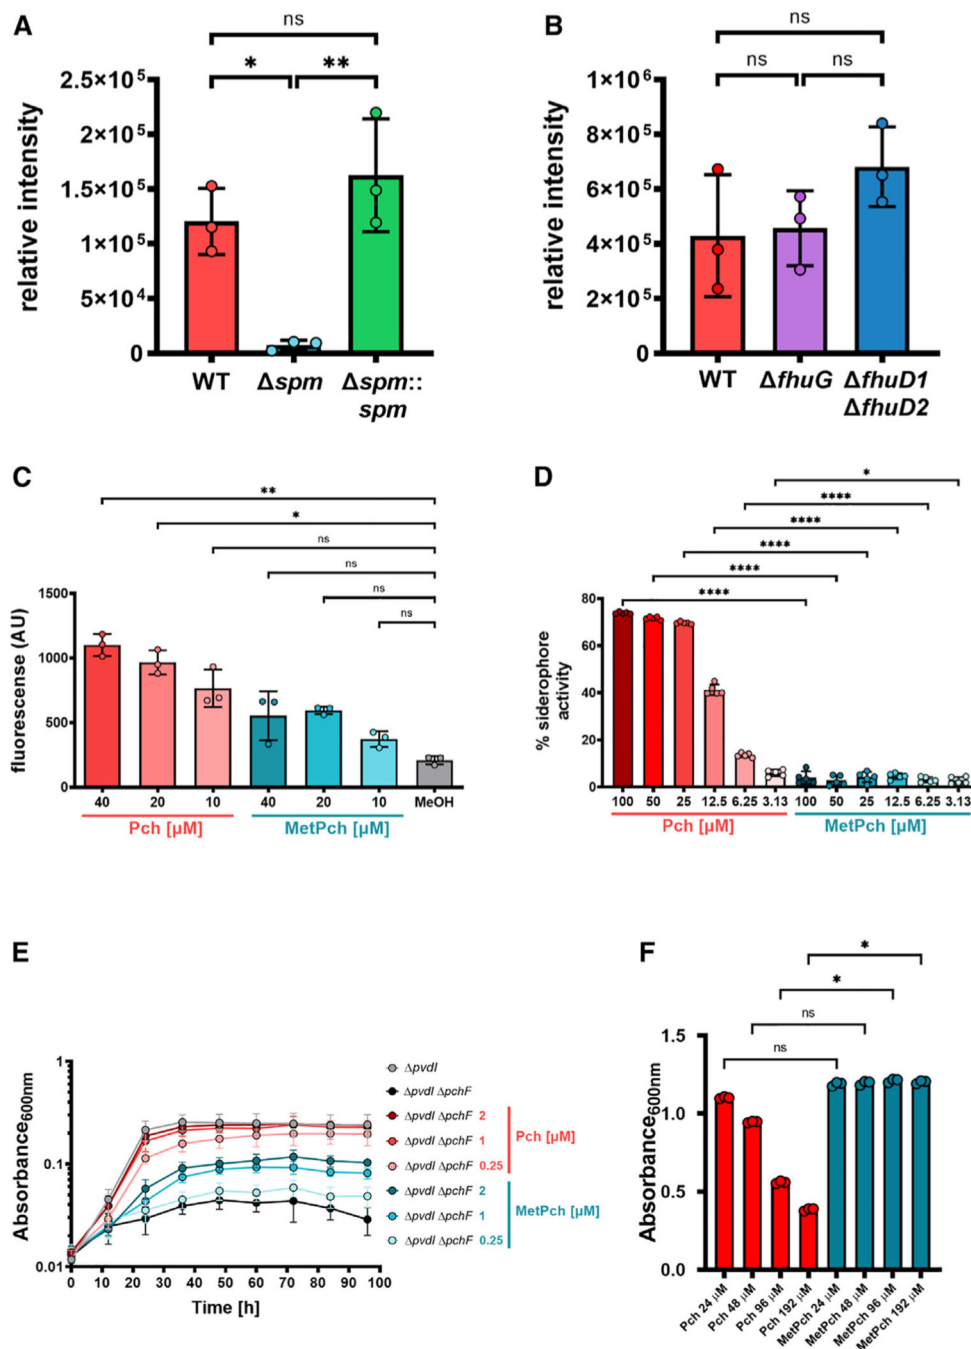 A
ns
*
**
relative intensity
2.5×10⁵
2×10⁵
1.5×10⁵
1×10⁵
5×10⁴
0
WT
Δspm
Δspm::
spm
B
ns
ns
ns
relative intensity
1×10⁶
8×10⁵
6×10⁵
4×10⁵
2×10⁵
0
WT
ΔfhuG
ΔfhuD1
ΔfhuD2
C
**
*
ns
ns
ns
ns
fluorescense (AU)
1500
1000
500
0
40 20 10 40 20 10 MeOH
Pch [µM] MetPch [µM]
D
*
****
****
****
****
****
% siderophore
activity
80
60
40
20
0
100 50 25 12.5 6.25 3.13 100 50 25 12.5 6.25 3.13
Pch [µM] MetPch [µM]
E
Absorbance600nm
1
0.1
0.01
0 10 20 30 40 50 60 70 80 90 100
Time [h]
ΔpvdI
ΔpvdI ΔpchF
ΔpvdI ΔpchF 2
ΔpvdI ΔpchF 1
ΔpvdI ΔpchF 0.25
ΔpvdI ΔpchF 2
ΔpvdI ΔpchF 1
ΔpvdI ΔpchF 0.25
Pch [µM]
MetPch [µM]
F
*
*
ns
ns
Absorbance600nm
1.5
1.0
0.5
0.0
Pch 24 µM
Pch 48 µM
Pch 96 µM
Pch 192 µM
MetPch 24 µM
MetPch 48 µM
MetPch 96 µM
MetPch 192 µM